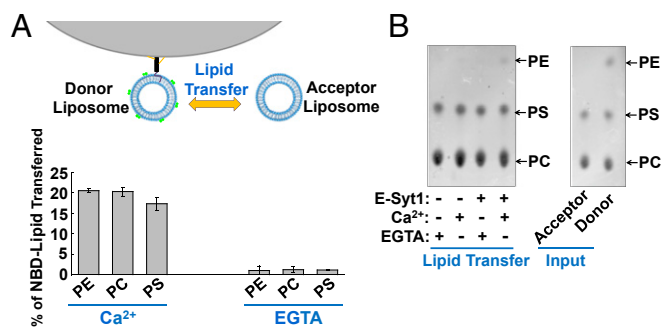 A
Donor
Liposome
Lipid
Transfer
Acceptor
Liposome
% of NBD-Lipid Transferred
25
20
15
10
5
0
PE PC PS PE PC PS
Ca²⁺ EGTA
B
←PE ←PE
←PS ←PS
←PC ←PC
E-Syt1: - - + +
Ca²⁺: - + - +
EGTA: + - + -
Acceptor Donor
Lipid Transfer Input